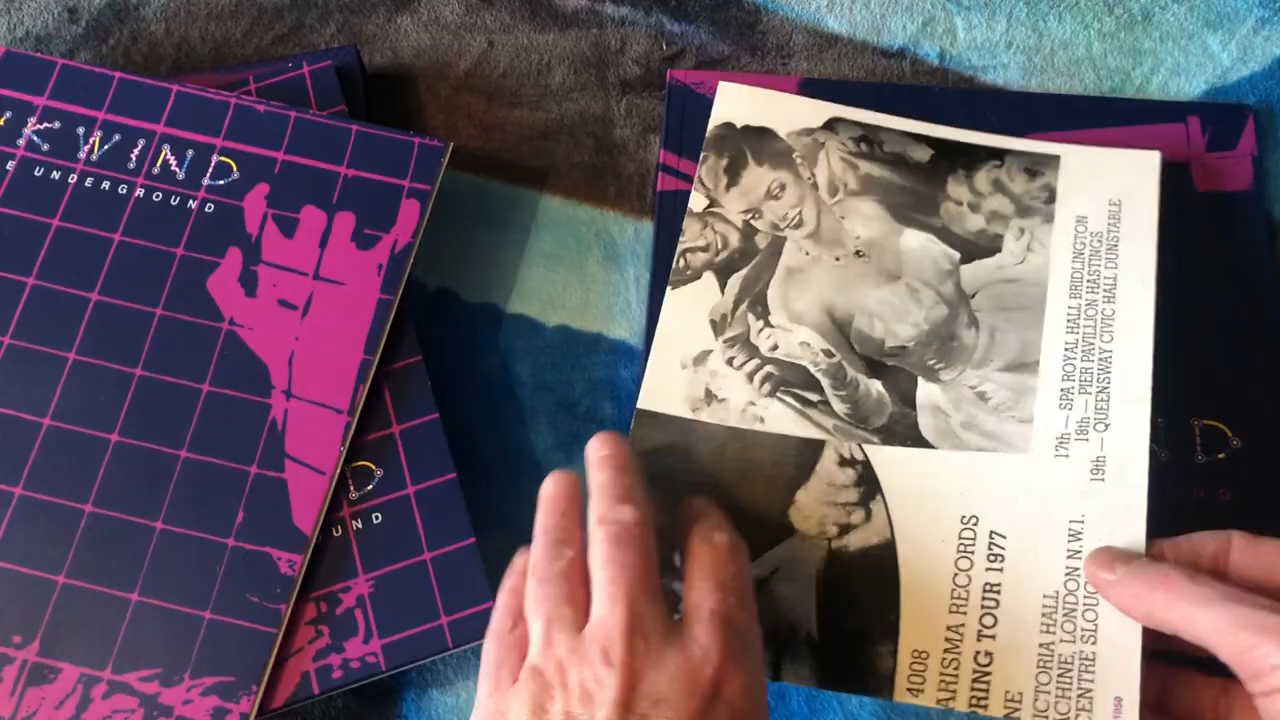 KWIND
E UNDERGROUND
D
UND
17th — SPA ROYAL HALL BRIDLINGTON
18th — PIER PAVILLION HASTINGS
19th — QUEENSWAY CIVIC HALL DUNSTABLE
4008
ARISMA RECORDS
RING TOUR 1977
NE
ICTORIA HALL
ACHINE, LONDON N.W.1.
CENTRE SLOUG
D
N D